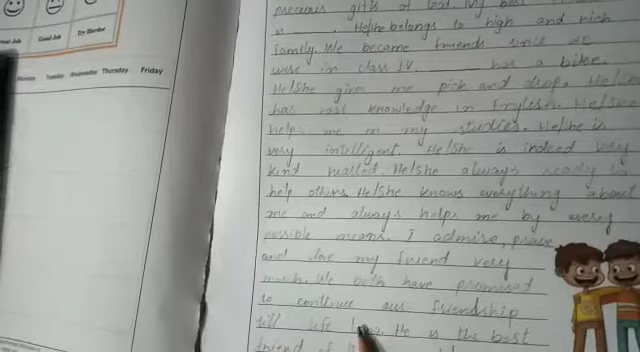 Good Job
Try Harder
Tuesday Wednesday Thursday Friday
precious gifts of God My best
is . He/she belongs to high and rich
family. We became friends since we
were in class IV. has a bike.
He/She gives me pick and drop. He/she
has vast knowledge in English. He/she
helps me in my studies. He/she is
very intelligent. He/She is indeed very
kind He/She always ready to
help others. He/She knows everything about
me and always helps me by every
possible means. I admire, praise
and love my friend very
much. We both have promised
to continue our friendship
till life He is the best
friend of